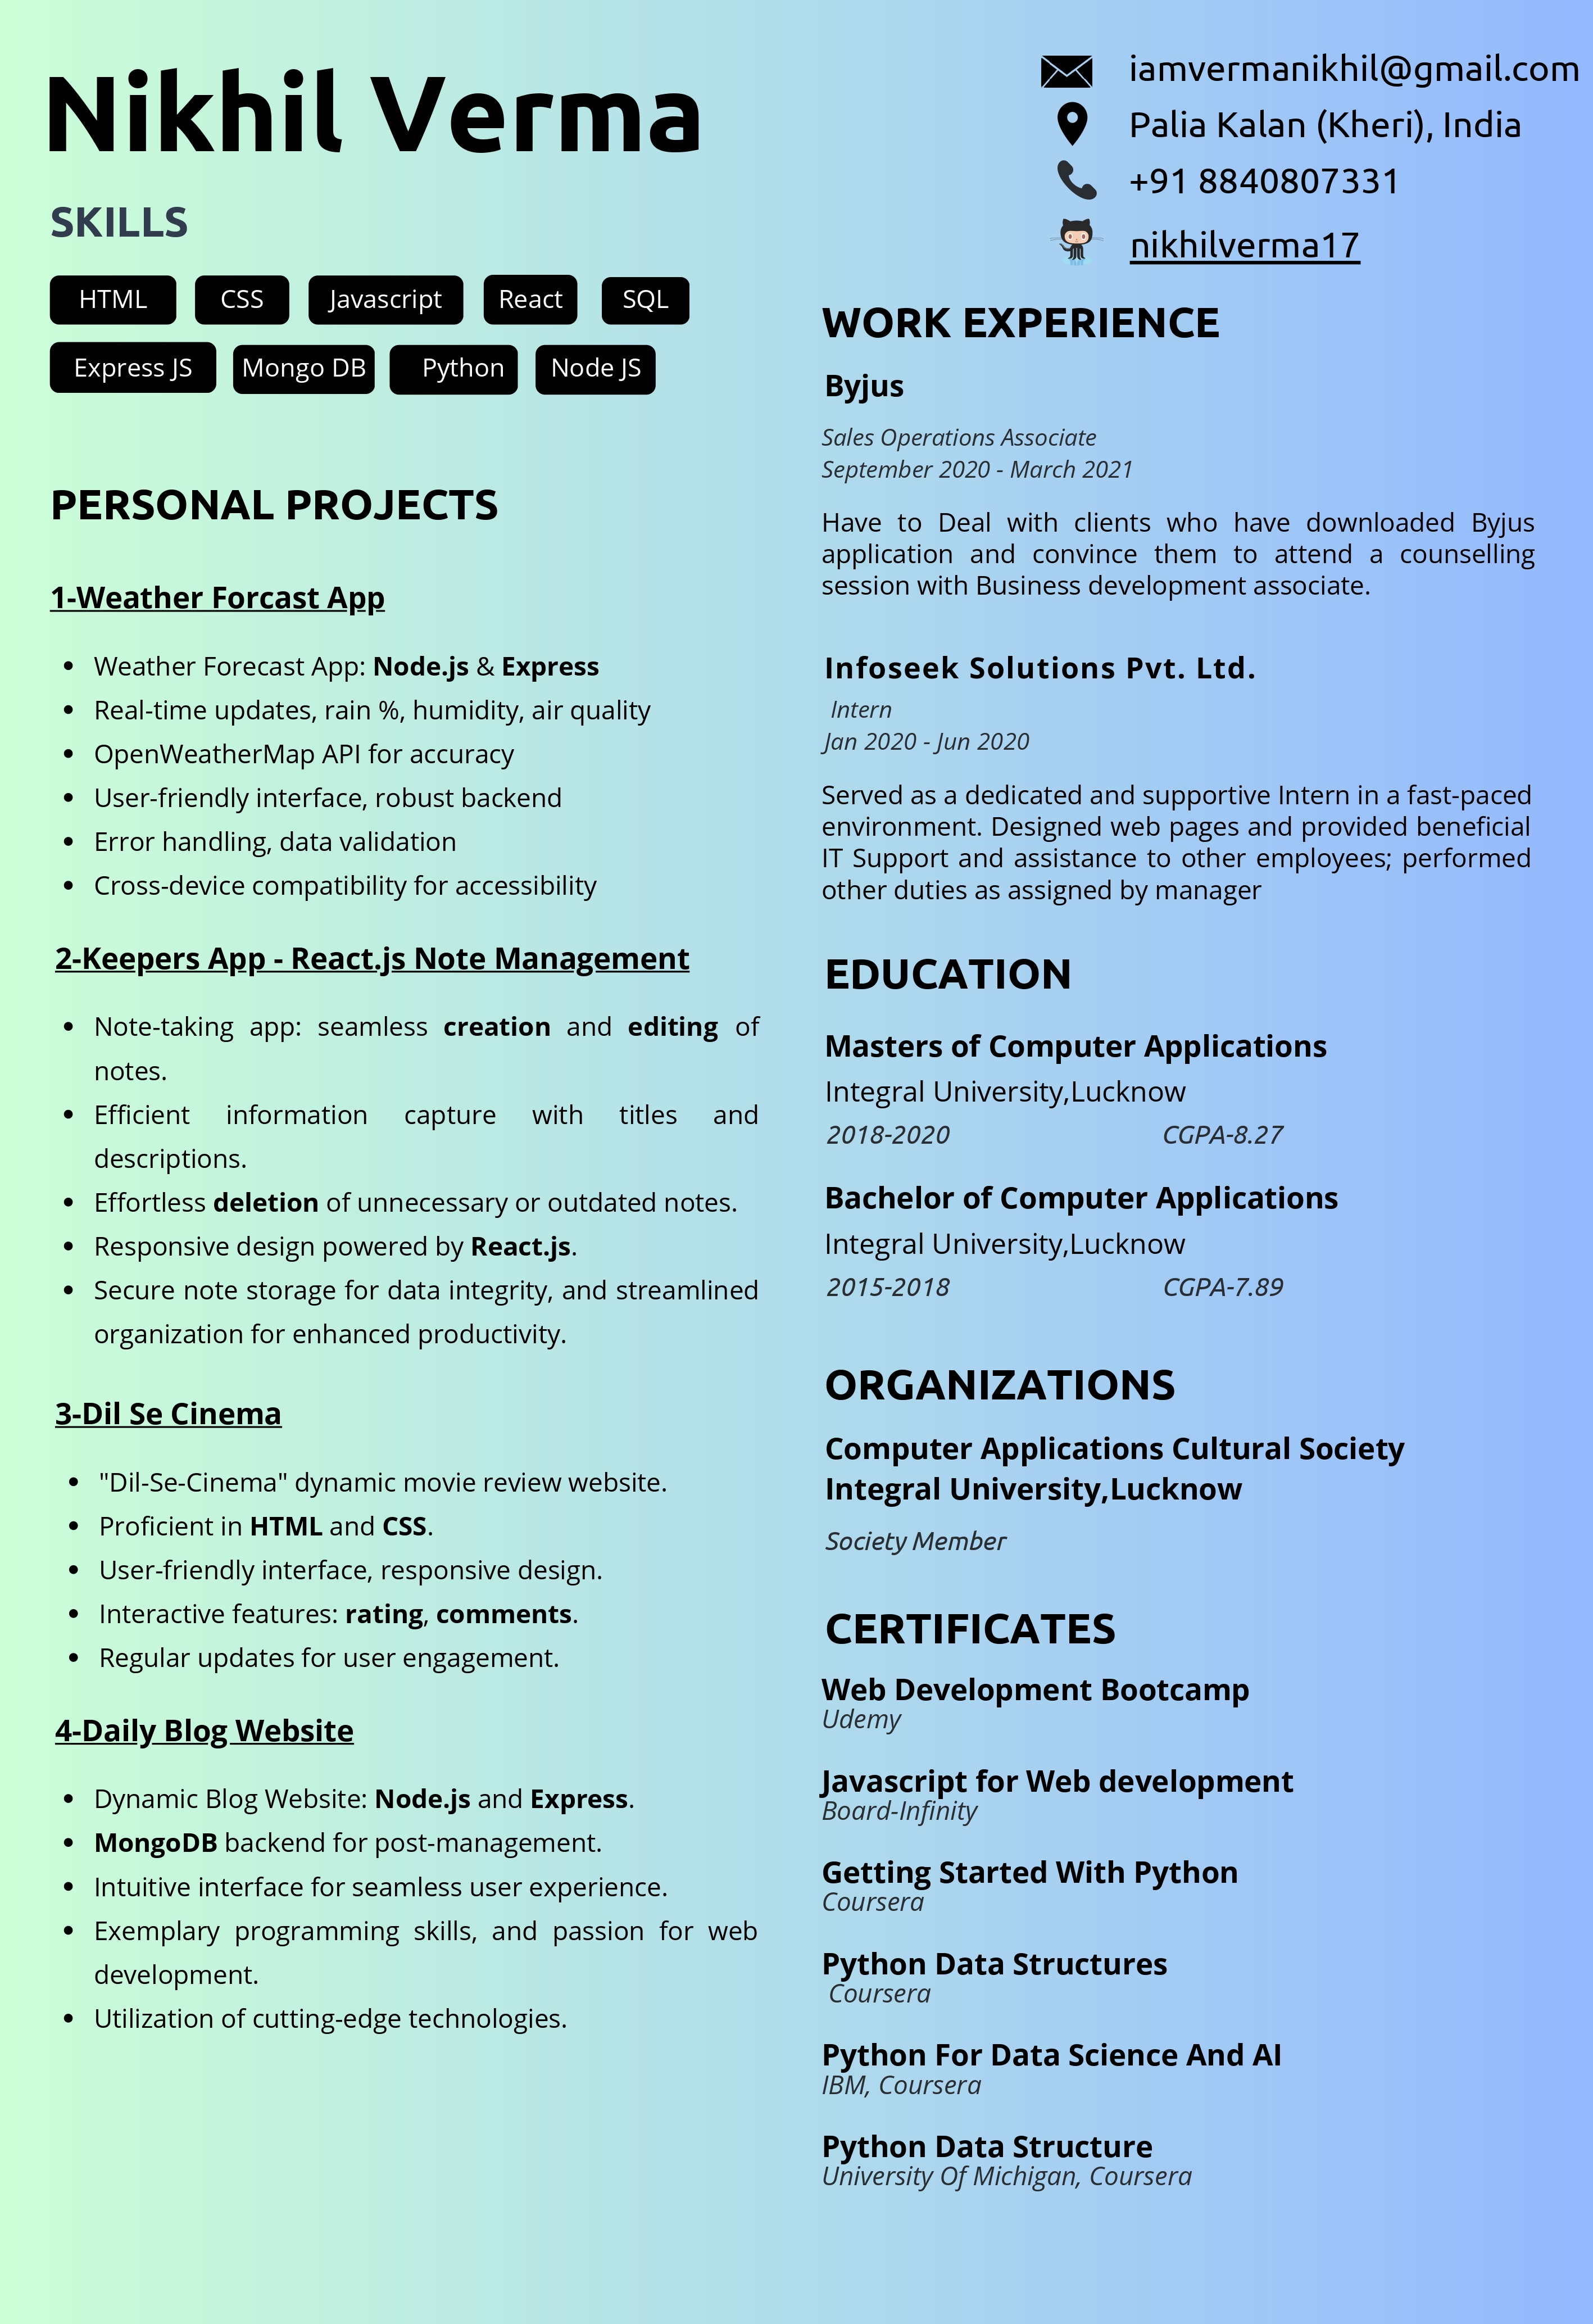 Nikhil Verma
SKILLS
HTML
CSS
Javascript
React
SQL
Express JS
Mongo DB
Python
Node JS
PERSONAL PROJECTS
1-Weather Forcast App
• Weather Forecast App: Node.js & Express
• Real-time updates, rain %, humidity, air quality
• OpenWeatherMap API for accuracy
• User-friendly interface, robust backend
• Error handling, data validation
• Cross-device compatibility for accessibility
2-Keepers App - React.js Note Management
• Note-taking app: seamless creation and editing of
notes.
• Efficient information capture with titles and
descriptions.
• Effortless deletion of unnecessary or outdated notes.
• Responsive design powered by React.js.
• Secure note storage for data integrity, and streamlined
organization for enhanced productivity.
3-Dil Se Cinema
• "Dil-Se-Cinema" dynamic movie review website.
• Proficient in HTML and CSS.
• User-friendly interface, responsive design.
• Interactive features: rating, comments.
• Regular updates for user engagement.
4-Daily Blog Website
• Dynamic Blog Website: Node.js and Express.
• MongoDB backend for post-management.
• Intuitive interface for seamless user experience.
• Exemplary programming skills, and passion for web
development.
• Utilization of cutting-edge technologies.
iamvermanikhil@gmail.com
Palia Kalan (Kheri), India
+91 8840807331
nikhilverma17
WORK EXPERIENCE
Byjus
Sales Operations Associate
September 2020 - March 2021
Have to Deal with clients who have downloaded Byjus
application and convince them to attend a counselling
session with Business development associate.
Infoseek Solutions Pvt. Ltd.
Intern
Jan 2020 - Jun 2020
Served as a dedicated and supportive Intern in a fast-paced
environment. Designed web pages and provided beneficial
IT Support and assistance to other employees; performed
other duties as assigned by manager
EDUCATION
Masters of Computer Applications
Integral University,Lucknow
2018-2020 CGPA-8.27
Bachelor of Computer Applications
Integral University,Lucknow
2015-2018 CGPA-7.89
ORGANIZATIONS
Computer Applications Cultural Society
Integral University,Lucknow
Society Member
CERTIFICATES
Web Development Bootcamp
Udemy
Javascript for Web development
Board-Infinity
Getting Started With Python
Coursera
Python Data Structures
Coursera
Python For Data Science And AI
IBM, Coursera
Python Data Structure
University Of Michigan, Coursera